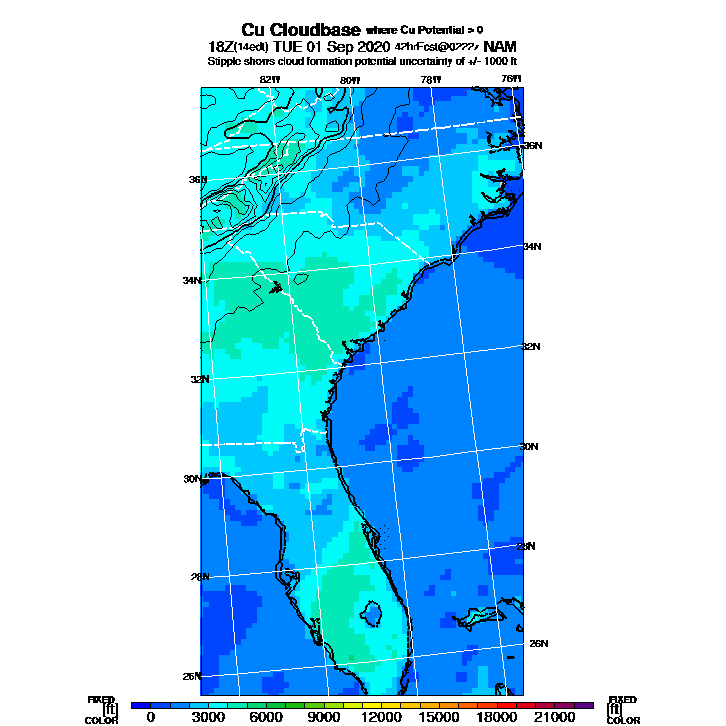 Cu Cloudbase where Cu Potential > 0
18Z(14edt) TUE 01 Sep 2020 42hrFcst@0222z NAM
Stipple shows cloud formation potential uncertainty of +/- 1000 ft
82W 80W 78W 76W
36N
36N
34N
34N
32N
32N
30N
30N
28N
28N
26N
26N
FIXED FIXED
[ft] [ft]
COLOR COLOR
0 3000 6000 9000 12000 15000 18000 21000